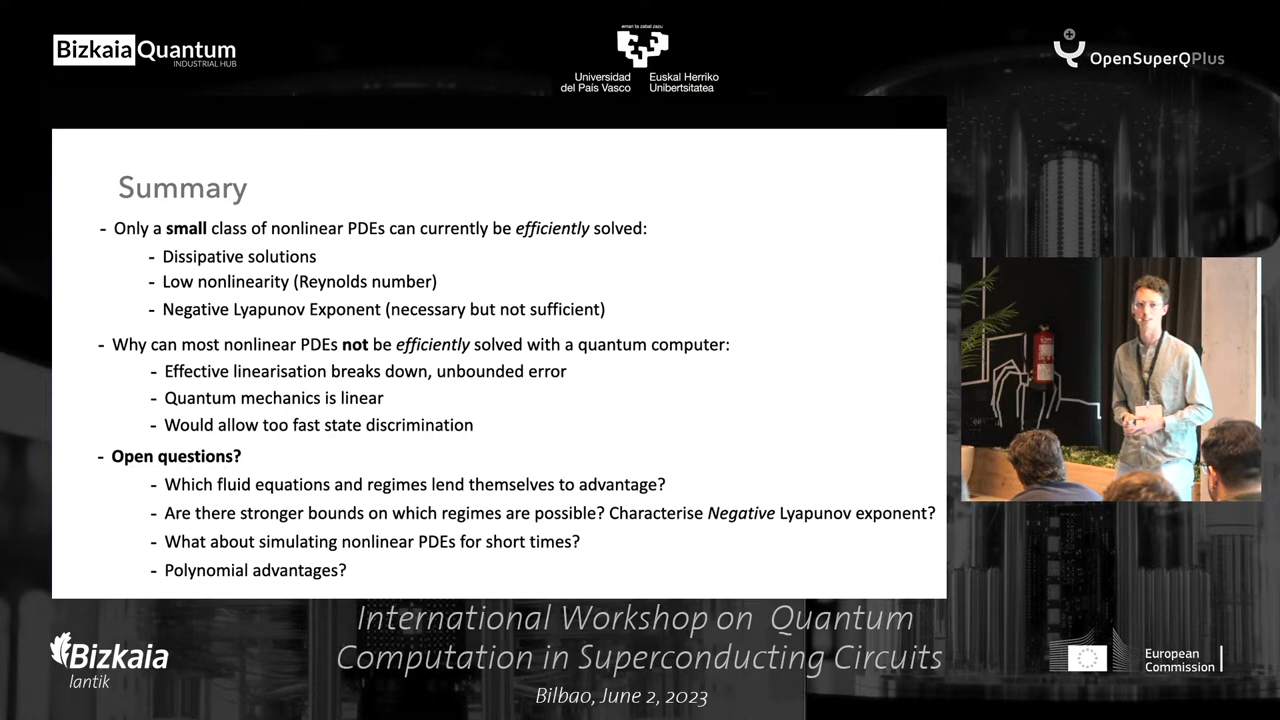 Bizkaia Quantum
INDUSTRIAL HUB
eman ta zabal zazu
Universidad
del País Vasco
Euskal Herriko
Unibertsitatea
OpenSuperQPlus
Summary
- Only a small class of nonlinear PDEs can currently be efficiently solved:
- Dissipative solutions
- Low nonlinearity (Reynolds number)
- Negative Lyapunov Exponent (necessary but not sufficient)
- Why can most nonlinear PDEs not be efficiently solved with a quantum computer:
- Effective linearisation breaks down, unbounded error
- Quantum mechanics is linear
- Would allow too fast state discrimination
- Open questions?
- Which fluid equations and regimes lend themselves to advantage?
- Are there stronger bounds on which regimes are possible? Characterise Negative Lyapunov exponent?
- What about simulating nonlinear PDEs for short times?
- Polynomial advantages?
International Workshop on Quantum
Computation in Superconducting Circuits
Bilbao, June 2, 2023
Bizkaia
lantik
European
Commission